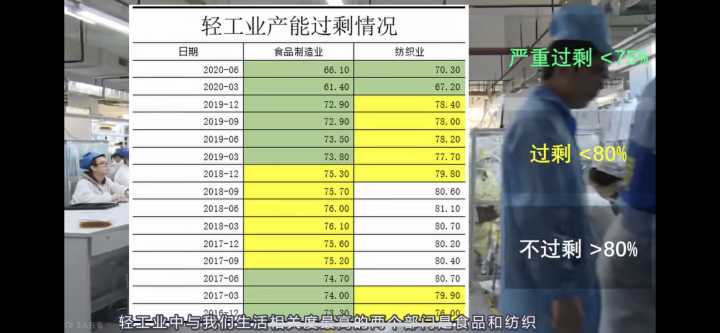 轻工业产能过剩情况
日期 食品制造业 纺织业
2020-06 66.10 70.30
2020-03 61.40 67.20
2019-12 72.90 78.40
2019-09 72.90 78.00
2019-06 73.50 78.20
2019-03 73.80 77.70
2018-12 75.30 79.80
2018-09 75.70 80.60
2018-06 76.00 81.10
2018-03 76.10 80.70
2017-12 75.60 80.20
2017-09 75.20 80.40
2017-06 74.70 80.70
2017-03 74.00 79.90
2016-12 73.30 76.00
严重过剩 <75%
过剩 <80%
不过剩 >80%
轻工业中与我们生活相关度最高的两个部门是食品和纺织